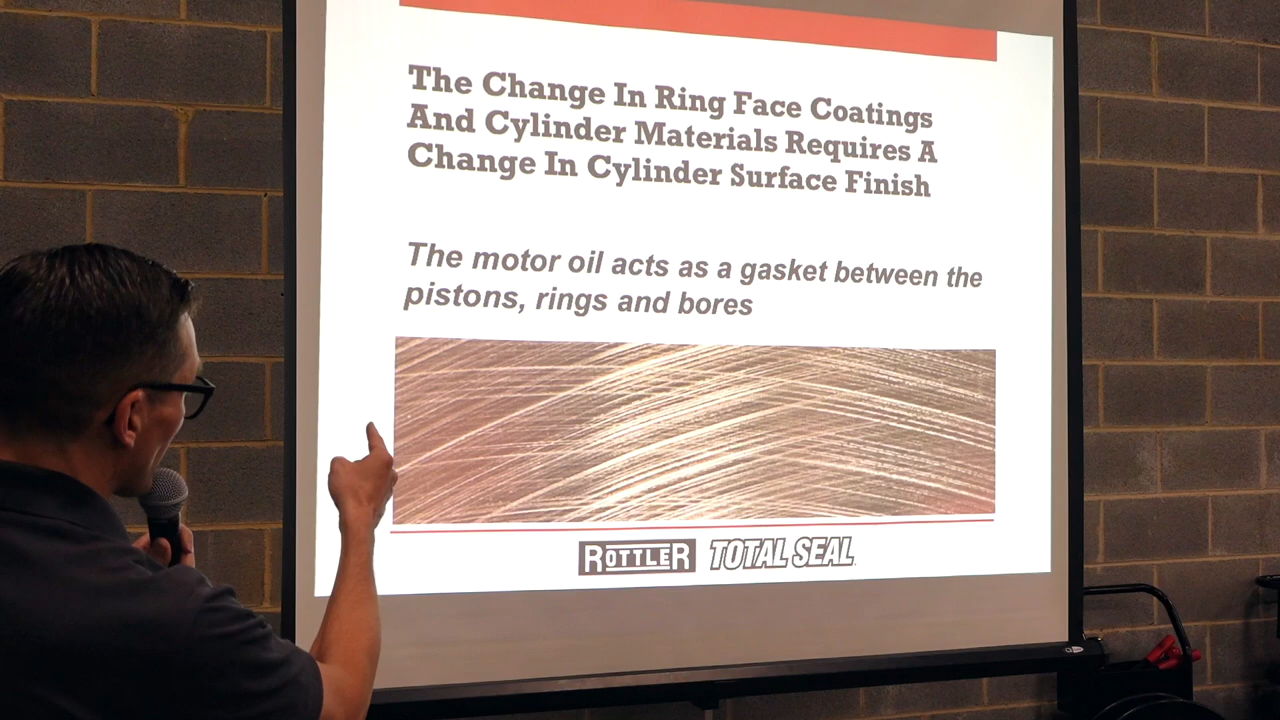 The Change In Ring Face Coatings
And Cylinder Materials Requires A
Change In Cylinder Surface Finish
The motor oil acts as a gasket between the
pistons, rings and bores
ROTTLER TOTAL SEAL